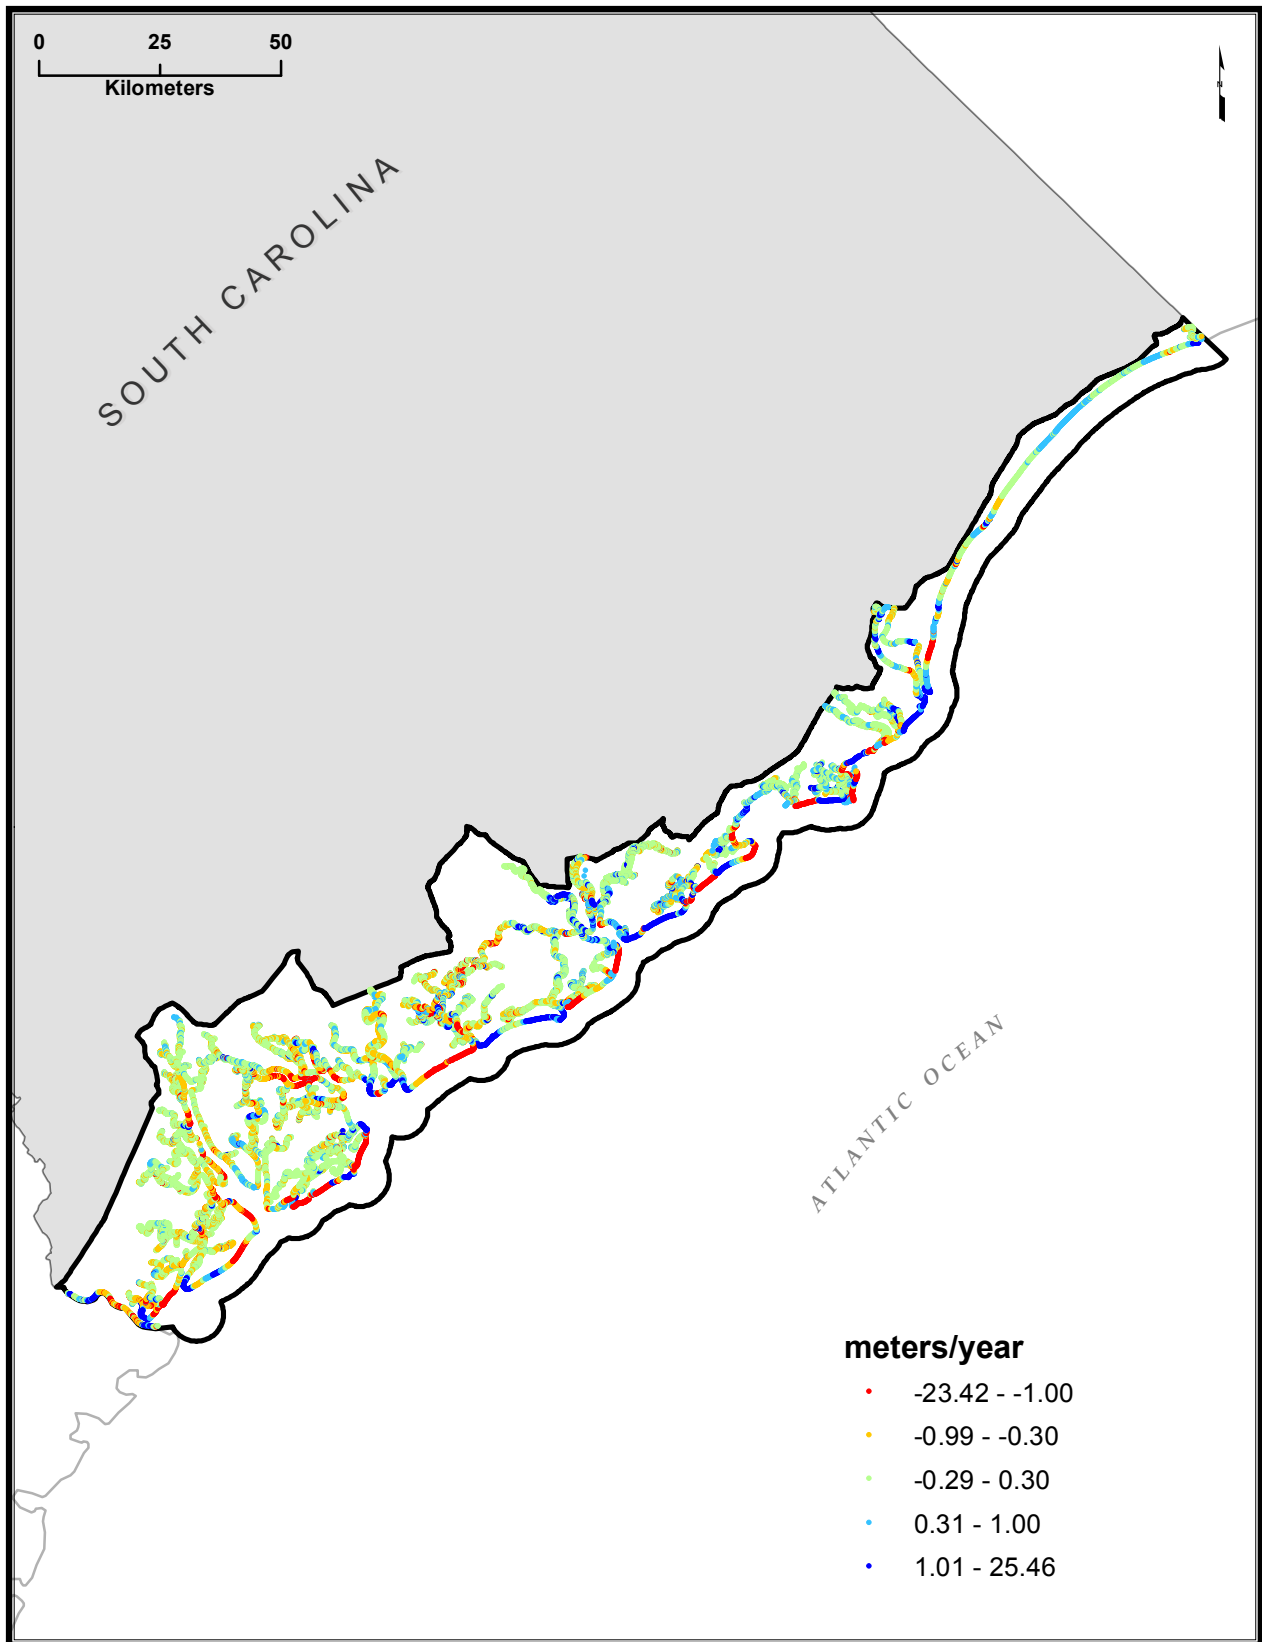 0 25 50
Kilometers
N
SOUTH CAROLINA
ATLANTIC OCEAN
meters/year
-23.42 - -1.00
-0.99 - -0.30
-0.29 - 0.30
0.31 - 1.00
1.01 - 25.46